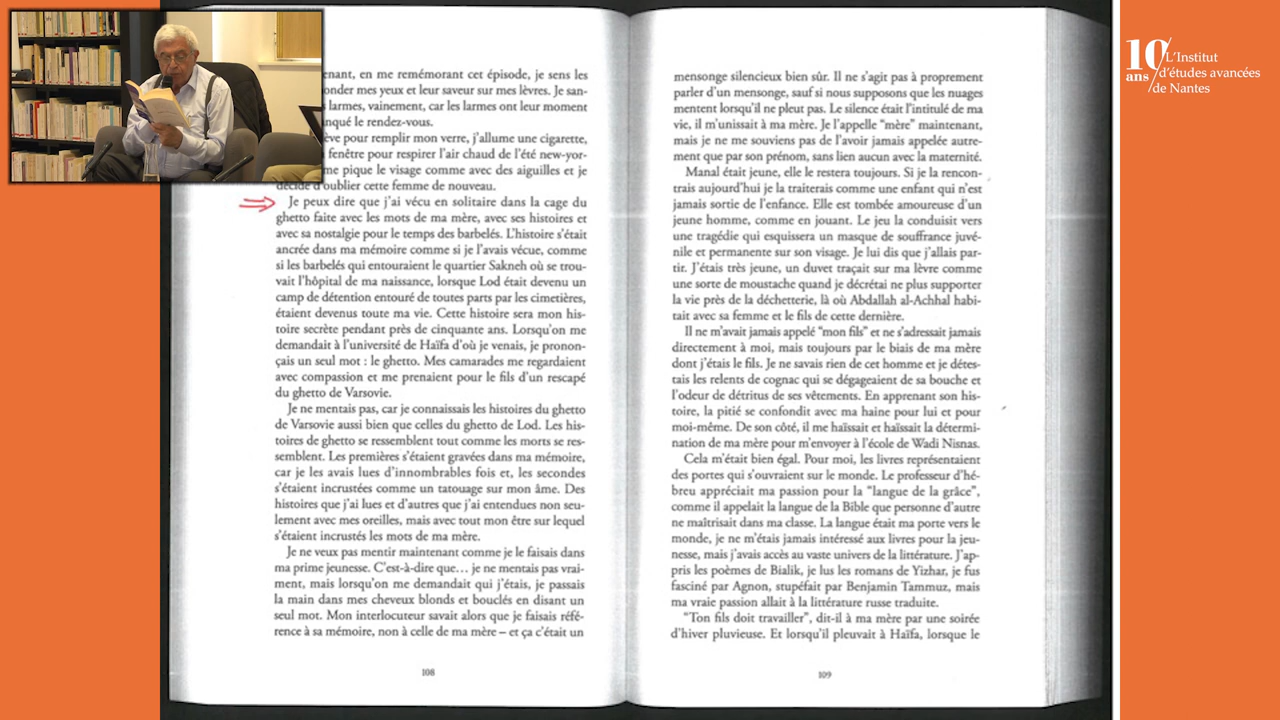 enant, en me remémorant cet épisode, je sens les
onder mes yeux et leur saveur sur mes lèvres. Je san-
larmes, vainement, car les larmes ont leur moment
nqué le rendez-vous.
ève pour remplir mon verre, j'allume une cigarette,
fenêtre pour respirer l'air chaud de l'été new-yor-
me pique le visage comme avec des aiguilles et je
décide d'oublier cette femme de nouveau.
Je peux dire que j'ai vécu en solitaire dans la cage du
ghetto faite avec les mots de ma mère, avec ses histoires et
avec sa nostalgie pour le temps des barbelés. L'histoire s'était
ancrée dans ma mémoire comme si je l'avais vécue, comme
si les barbelés qui entouraient le quartier Sakneh où se trou-
vait l'hôpital de ma naissance, lorsque Lod était devenu un
camp de détention entouré de toutes parts par les cimetières,
étaient devenus toute ma vie. Cette histoire sera mon his-
toire secrète pendant près de cinquante ans. Lorsqu'on me
demandait à l'université de Haïfa d'où je venais, je pronon-
çais un seul mot : le ghetto. Mes camarades me regardaient
avec compassion et me prenaient pour le fils d'un rescapé
du ghetto de Varsovie.
Je ne mentais pas, car je connaissais les histoires du ghetto
de Varsovie aussi bien que celles du ghetto de Lod. Les his-
toires de ghetto se ressemblent tout comme les morts se res-
semblent. Les premières s'étaient gravées dans ma mémoire,
car je les avais lues d'innombrables fois et, les secondes
s'étaient incrustées comme un tatouage sur mon âme. Des
histoires que j'ai lues et d'autres que j'ai entendues non seu-
lement avec mes oreilles, mais avec tout mon être sur lequel
s'étaient incrustés les mots de ma mère.
Je ne veux pas mentir maintenant comme je le faisais dans
ma prime jeunesse. C'est-à-dire que… je ne mentais pas vrai-
ment, mais lorsqu'on me demandait qui j'étais, je passais
la main dans mes cheveux blonds et bouclés en disant un
seul mot. Mon interlocuteur savait alors que je faisais réfé-
rence à sa mémoire, non à celle de ma mère – et ça c'était un
108
mensonge silencieux bien sûr. Il ne s'agit pas à proprement
parler d'un mensonge, sauf si nous supposons que les nuages
mentent lorsqu'il ne pleut pas. Le silence était l'intitulé de ma
vie, il m'unissait à ma mère. Je l'appelle "mère" maintenant,
mais je ne me souviens pas de l'avoir jamais appelée autre-
ment que par son prénom, sans lien aucun avec la maternité.
Manal était jeune, elle le restera toujours. Si je la rencon-
trais aujourd'hui je la traiterais comme une enfant qui n'est
jamais sortie de l'enfance. Elle est tombée amoureuse d'un
jeune homme, comme en jouant. Le jeu la conduisit vers
une tragédie qui esquissera un masque de souffrance juvé-
nile et permanente sur son visage. Je lui dis que j'allais par-
tir. J'étais très jeune, un duvet traçait sur ma lèvre comme
une sorte de moustache quand je décrétai ne plus supporter
la vie près de la déchetterie, là où Abdallah al-Achhal habi-
tait avec sa femme et le fils de cette dernière.
Il ne m'avait jamais appelé "mon fils" et ne s'adressait jamais
directement à moi, mais toujours par le biais de ma mère
dont j'étais le fils. Je ne savais rien de cet homme et je détes-
tais les relents de cognac qui se dégageaient de sa bouche et
l'odeur de détritus de ses vêtements. En apprenant son his-
toire, la pitié se confondit avec ma haine pour lui et pour
moi-même. De son côté, il me haïssait et haïssait la détermi-
nation de ma mère pour m'envoyer à l'école de Wadi Nisnas.
Cela m'était bien égal. Pour moi, les livres représentaient
des portes qui s'ouvraient sur le monde. Le professeur d'hé-
breu appréciait ma passion pour la "langue de la grâce",
comme il appelait la langue de la Bible que personne d'autre
ne maîtrisait dans ma classe. La langue était ma porte vers le
monde, je ne m'étais jamais intéressé aux livres pour la jeu-
nesse, mais j'avais accès au vaste univers de la littérature. J'ap-
pris les poèmes de Bialik, je lus les romans de Yizhar, je fus
fasciné par Agnon, stupéfait par Benjamin Tammuz, mais
ma vraie passion allait à la littérature russe traduite.
"Ton fils doit travailler", dit-il à ma mère par une soirée
d'hiver pluvieuse. Et lorsqu'il pleuvait à Haïfa, lorsque le
109
10 ans
L'Institut
d'études avancées
de Nantes